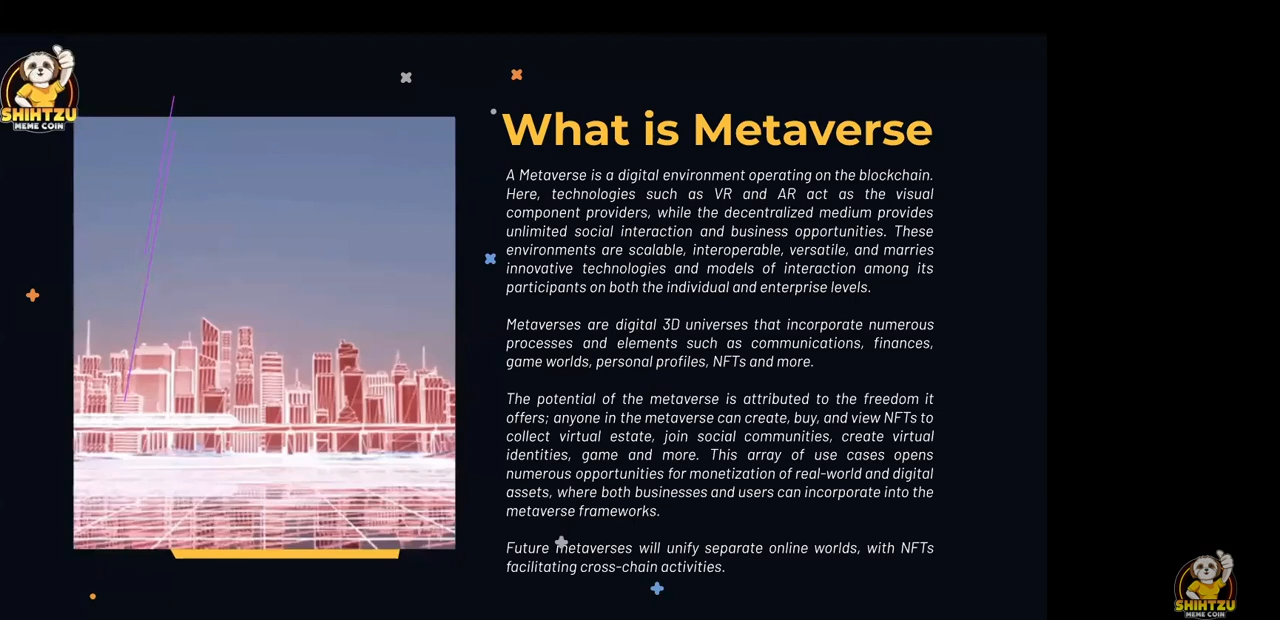 SHIHTZU
MEME COIN
What is Metaverse
A Metaverse is a digital environment operating on the blockchain.
Here, technologies such as VR and AR act as the visual
component providers, while the decentralized medium provides
unlimited social interaction and business opportunities. These
environments are scalable, interoperable, versatile, and marries
innovative technologies and models of interaction among its
participants on both the individual and enterprise levels.
Metaverses are digital 3D universes that incorporate numerous
processes and elements such as communications, finances,
game worlds, personal profiles, NFTs and more.
The potential of the metaverse is attributed to the freedom it
offers; anyone in the metaverse can create, buy, and view NFTs to
collect virtual estate, join social communities, create virtual
identities, game and more. This array of use cases opens
numerous opportunities for monetization of real-world and digital
assets, where both businesses and users can incorporate into the
metaverse frameworks.
Future metaverses will unify separate online worlds, with NFTs
facilitating cross-chain activities.
SHIHTZU
MEME COIN